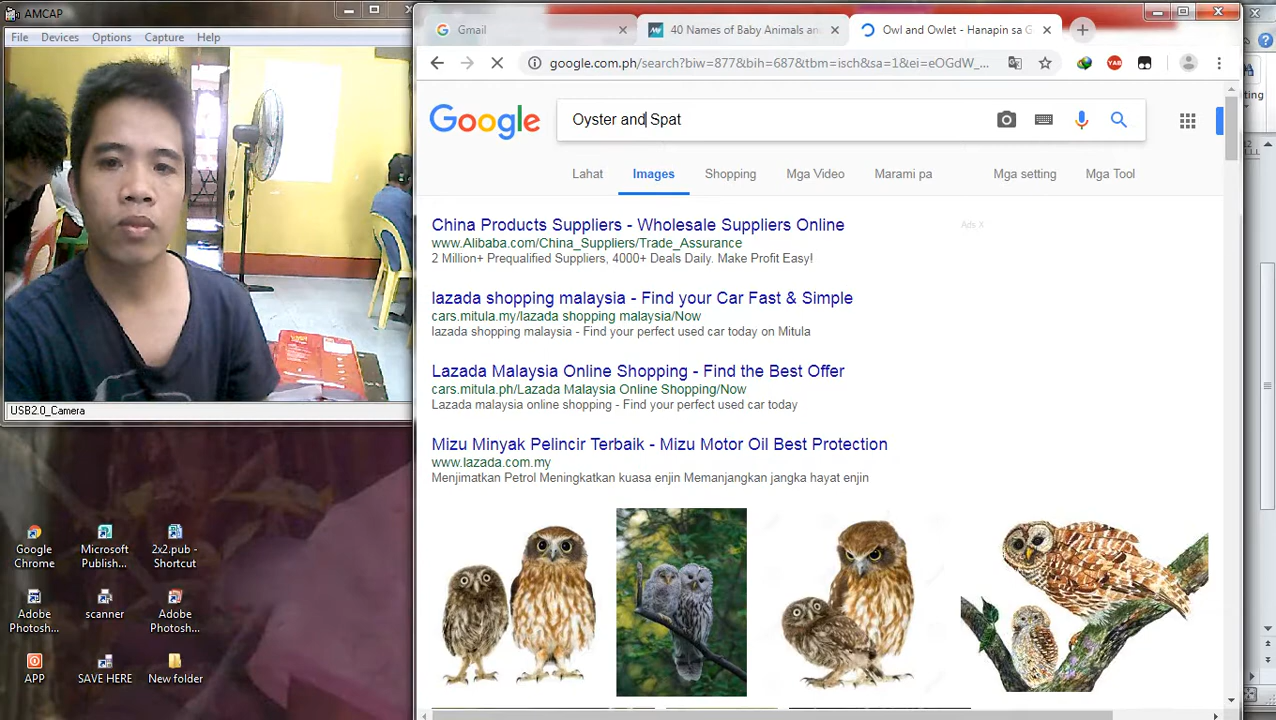 AMCAP
File Devices Options Capture Help
USB2.0_Camera
Gmail
40 Names of Baby Animals an
Owl and Owlet - Hanapin sa G
google.com.ph/search?biw=877&bih=687&tbm=isch&sa=1&ei=eOGdW_...
YAB
Google
Oyster and Spat
Lahat Images Shopping Mga Video Marami pa Mga setting Mga Tool
China Products Suppliers - Wholesale Suppliers Online
Ads X
www.Alibaba.com/China_Suppliers/Trade_Assurance
2 Million+ Prequalified Suppliers, 4000+ Deals Daily. Make Profit Easy!
lazada shopping malaysia - Find your Car Fast & Simple
cars.mitula.my/lazada shopping malaysia/Now
lazada shopping malaysia - Find your perfect used car today on Mitula
Lazada Malaysia Online Shopping - Find the Best Offer
cars.mitula.ph/Lazada Malaysia Online Shopping/Now
Lazada malaysia online shopping - Find your perfect used car today
Mizu Minyak Pelincir Terbaik - Mizu Motor Oil Best Protection
www.lazada.com.my
Menjimatkan Petrol Meningkatkan kuasa enjin Memanjangkan jangka hayat enjin
Google Chrome
Microsoft Publish...
2x2.pub - Shortcut
Adobe Photosh...
scanner
Adobe Photosh...
APP
SAVE HERE
New folder
ting